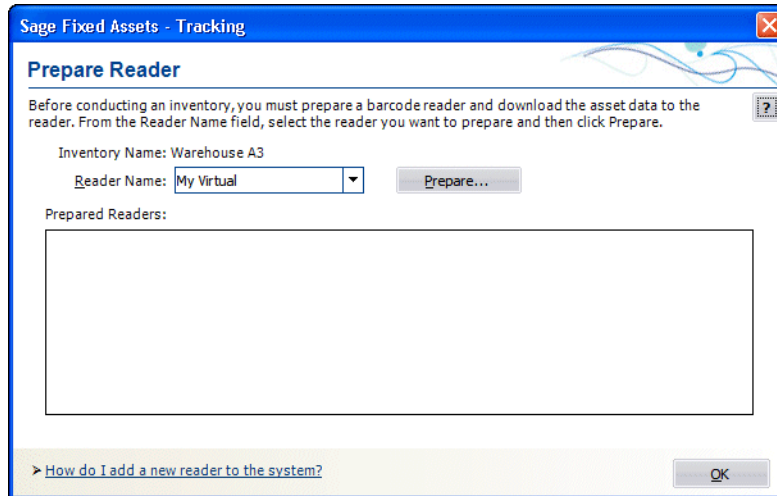 Sage Fixed Assets - Tracking
Prepare Reader
Before conducting an inventory, you must prepare a barcode reader and download the asset data to the
reader. From the Reader Name field, select the reader you want to prepare and then click Prepare.
?
Inventory Name: Warehouse A3
Reader Name: My Virtual Prepare...
Prepared Readers:
➤ How do I add a new reader to the system?
OK